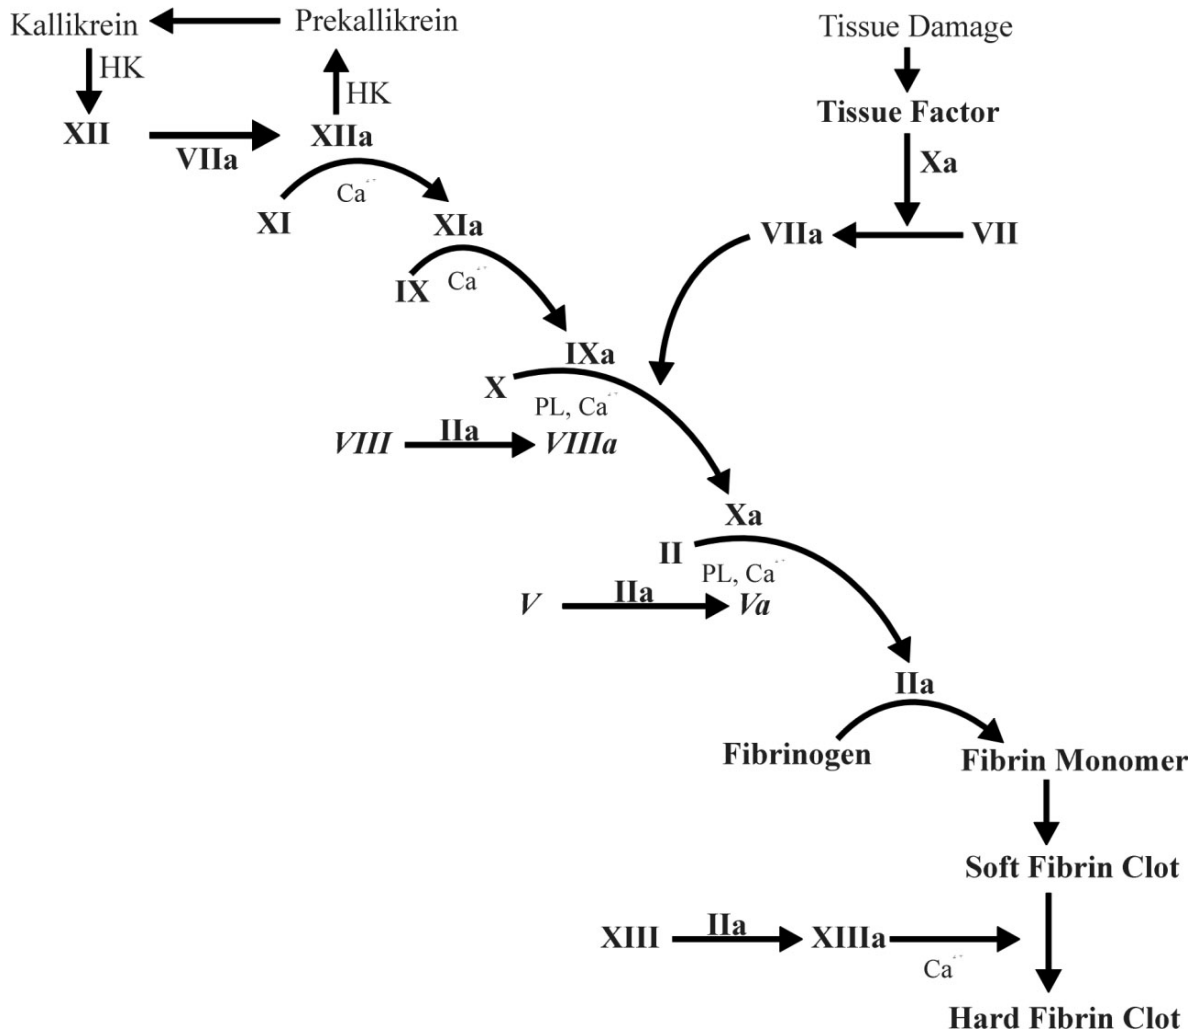 Kallikrein
Prekallikrein
Tissue Damage
HK
HK
Tissue Factor
XII
VIIa
XIIa
Xa
Ca++
XI
XIa
VIIa
VII
IX
Ca++
IXa
X
PL, Ca++
VIII
IIa
VIIIa
Xa
II
PL, Ca++
V
IIa
Va
IIa
Fibrinogen
Fibrin Monomer
Soft Fibrin Clot
XIII
IIa
XIIIa
Ca++
Hard Fibrin Clot